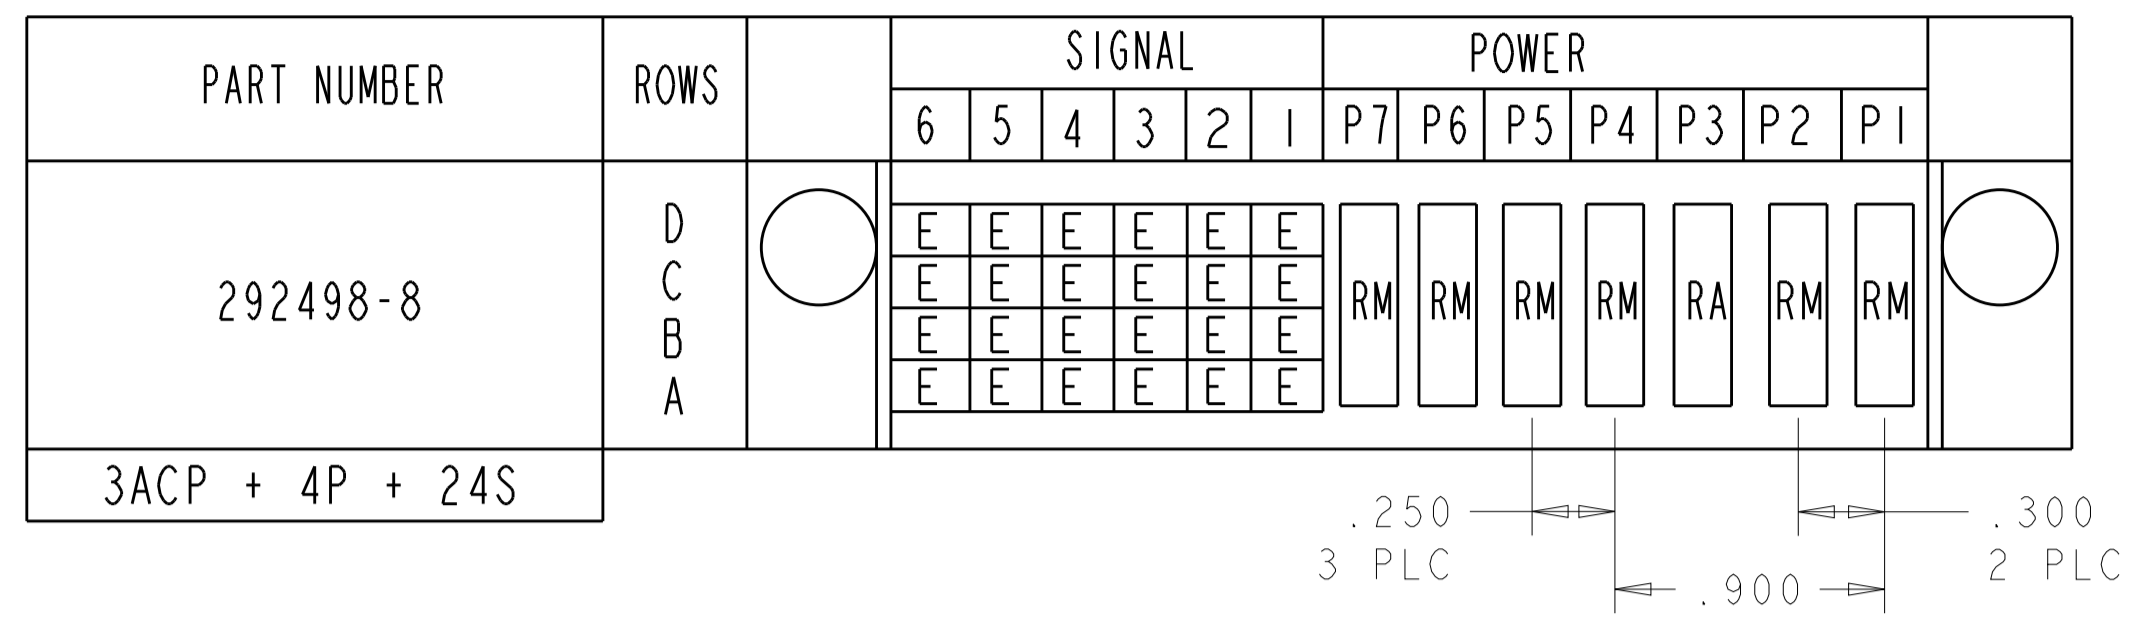 PART NUMBER ROWS SIGNAL POWER
6 5 4 3 2 1 P7 P6 P5 P4 P3 P2 P1
292498-8
D E E E E E E
C E E E E E E
RM RM RM RM RA RM RM
B E E E E E E
A E E E E E E
3ACP + 4P + 24S
.250
3 PLC
.300
2 PLC
.900